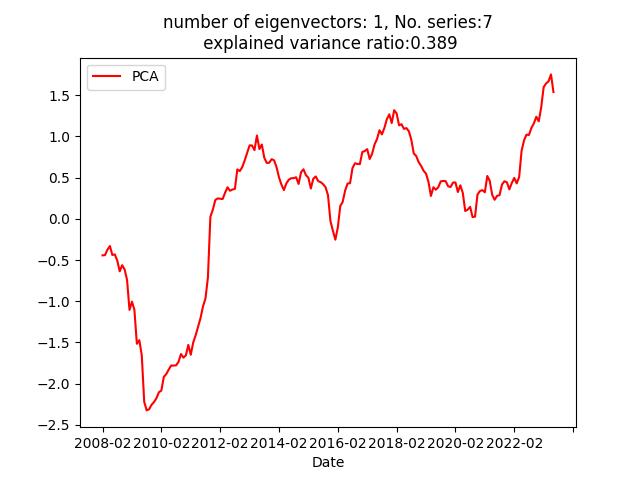 number of eigenvectors: 1, No. series:7
explained variance ratio:0.389
PCA
1.5
1.0
0.5
0.0
−0.5
−1.0
−1.5
−2.0
−2.5
2008-02 2010-02 2012-02 2014-02 2016-02 2018-02 2020-02 2022-02
Date